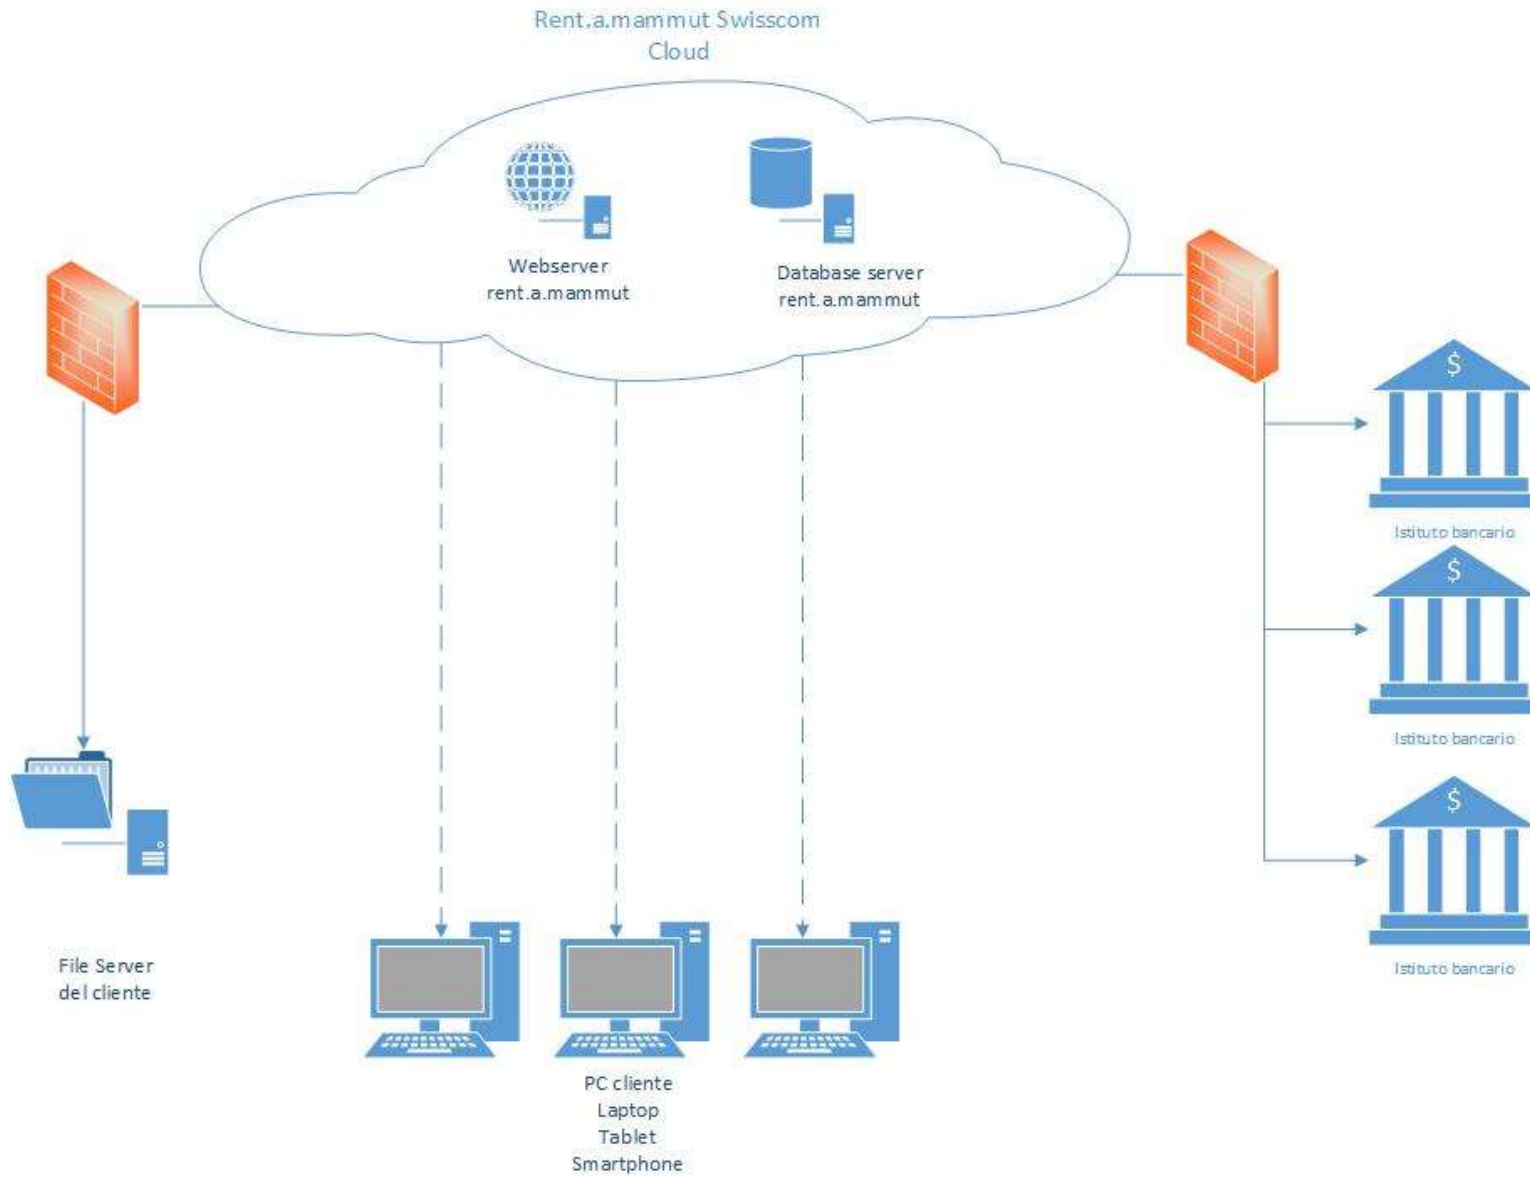 Rent.a.mammut Swisscom
Cloud
Webserver
rent.a.mammut
Database server
rent.a.mammut
$
Istituto bancario
$
Istituto bancario
$
Istituto bancario
File Server
del cliente
PC cliente
Laptop
Tablet
Smartphone